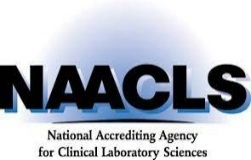 NAACLS
National Accrediting Agency
for Clinical Laboratory Sciences